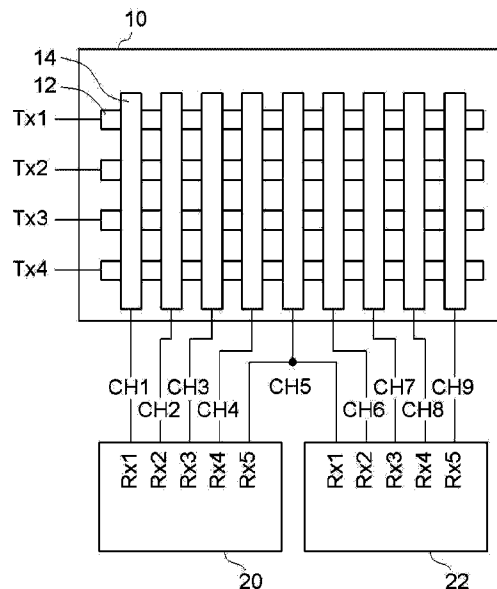 10
14
12
Tx1
Tx2
Tx3
Tx4
CH1 CH3 CH5 CH7 CH9
CH2 CH4 CH6 CH8
Rx1 Rx2 Rx3 Rx4 Rx5 Rx1 Rx2 Rx3 Rx4 Rx5
20 22